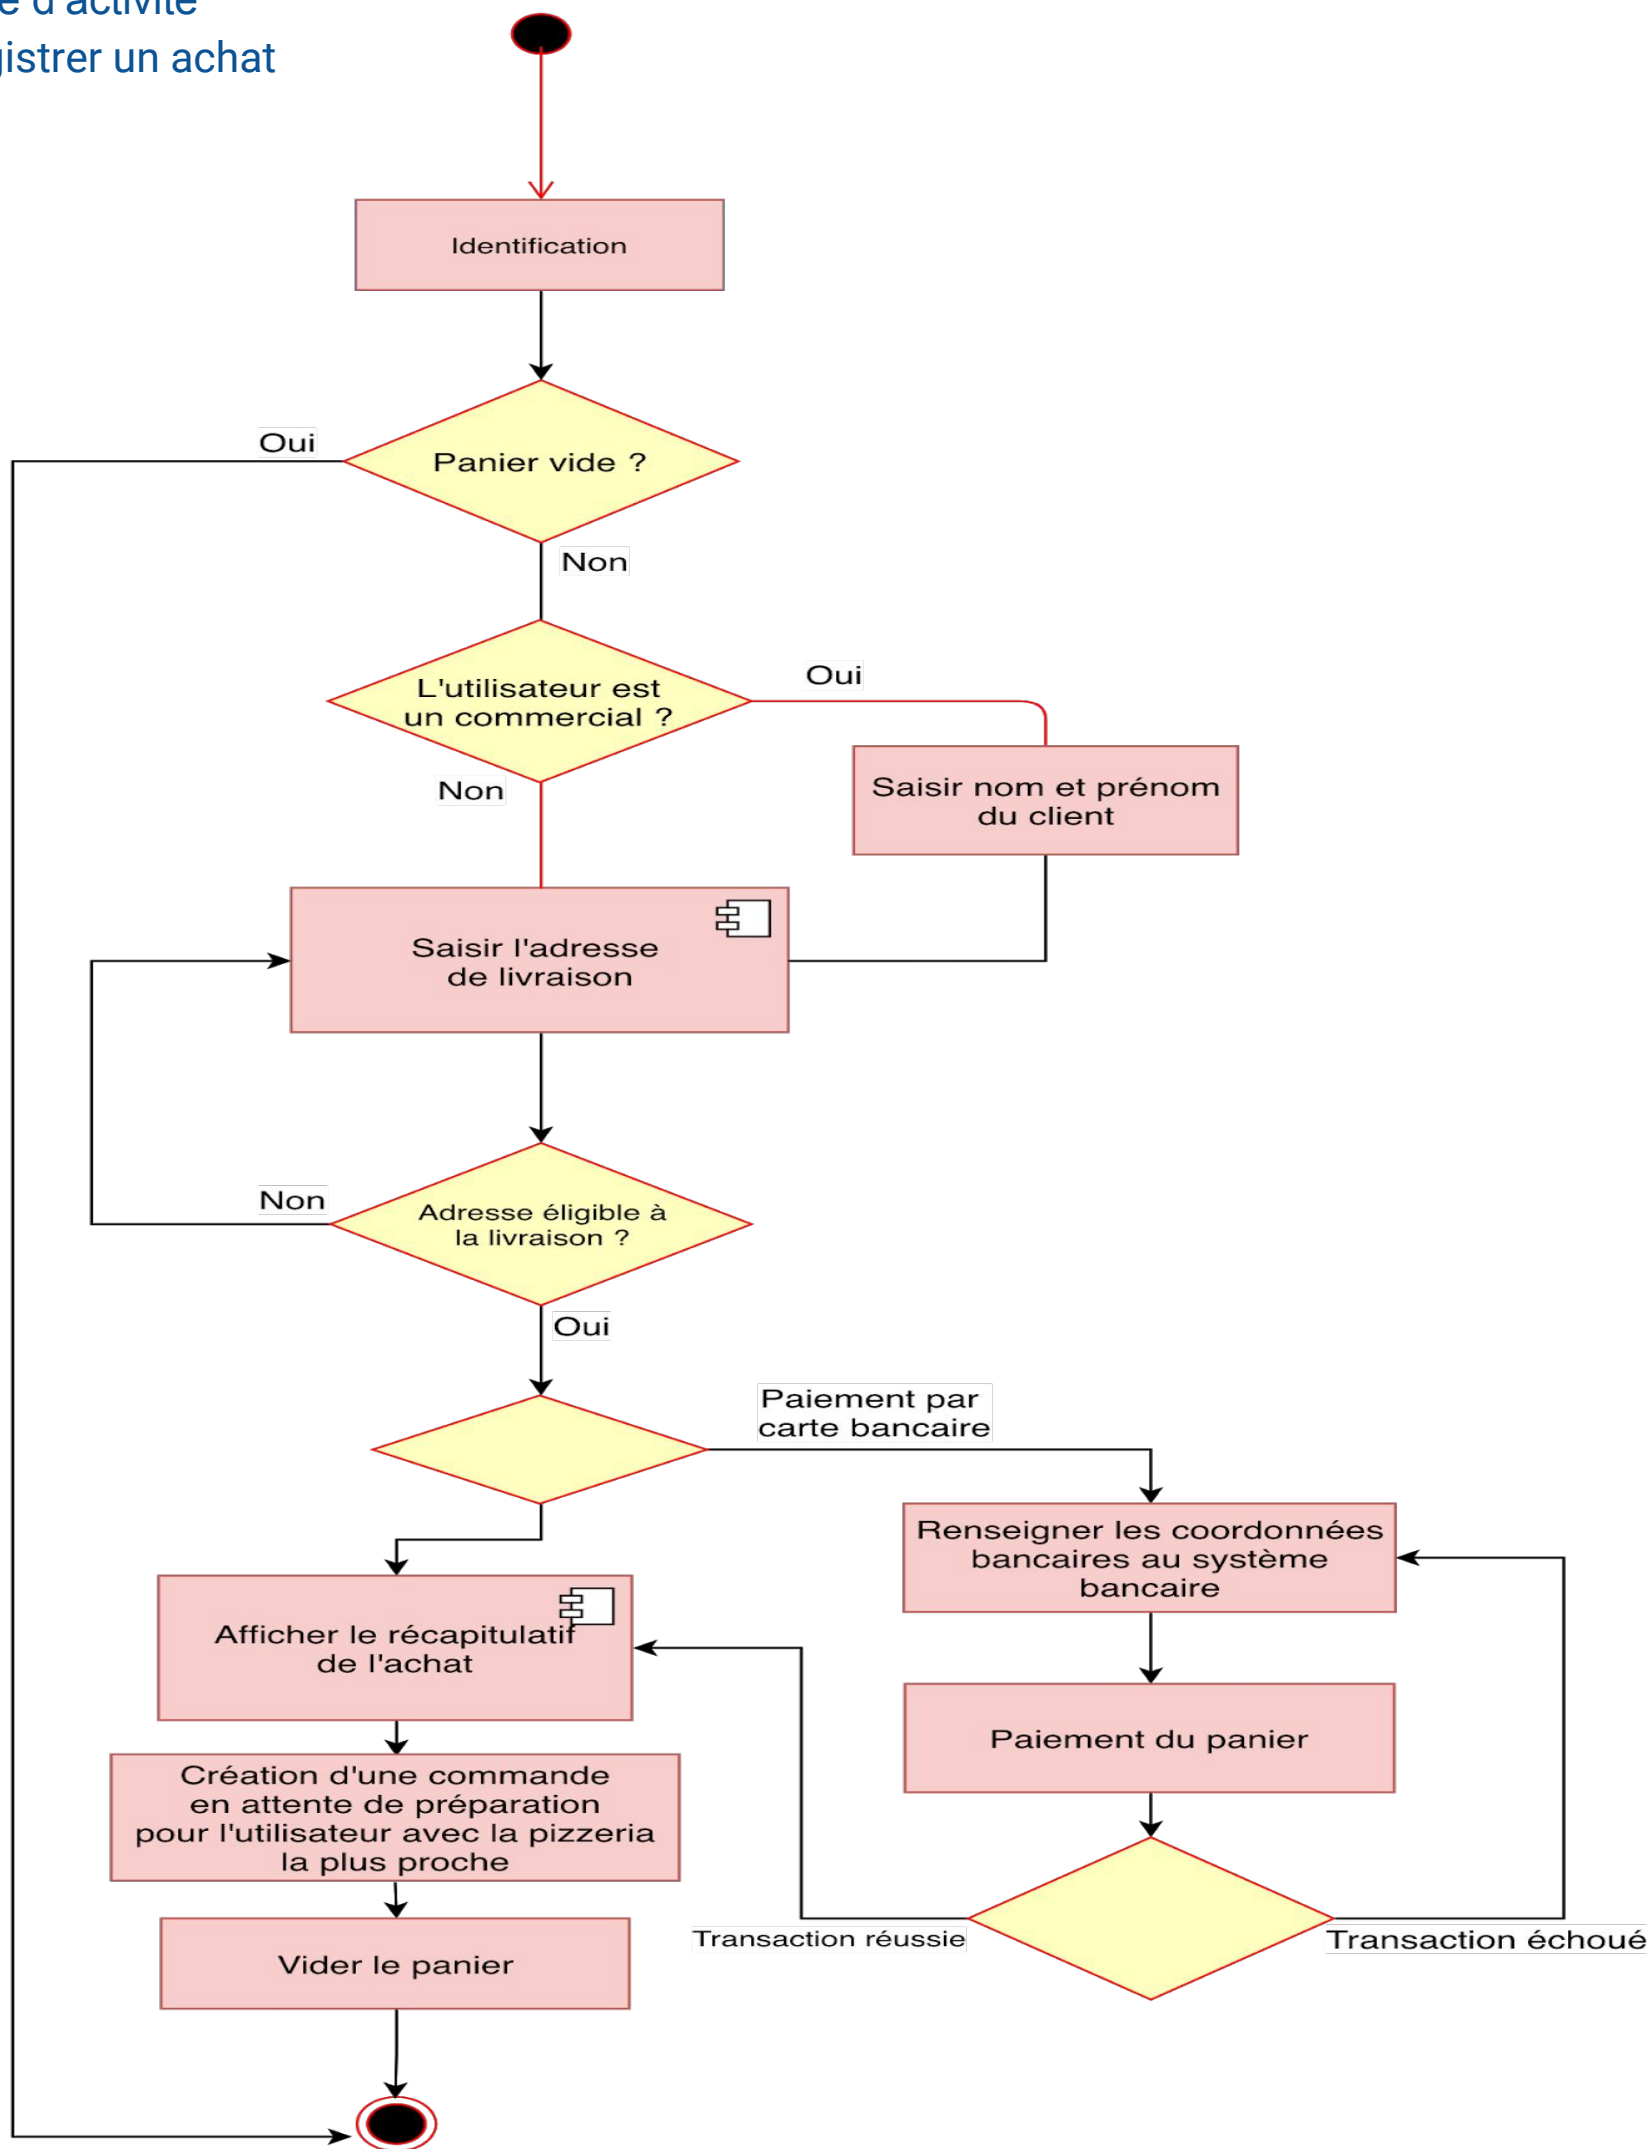 d'activité
un achat
Identification
Oui
Panier vide ?
Non
L'utilisateur est
un commercial ?
Oui
Non
Saisir nom et prénom
du client
Saisir l'adresse
de livraison
Non
Adresse éligible à
la livraison ?
Oui
Paiement par
carte bancaire
Renseigner les coordonnées
bancaires au système
bancaire
Afficher le récapitulatif
de l'achat
Paiement du panier
Création d'une commande
en attente de préparation
pour l'utilisateur avec la pizzeria
la plus proche
Transaction réussie
Transaction échoué
Vider le panier